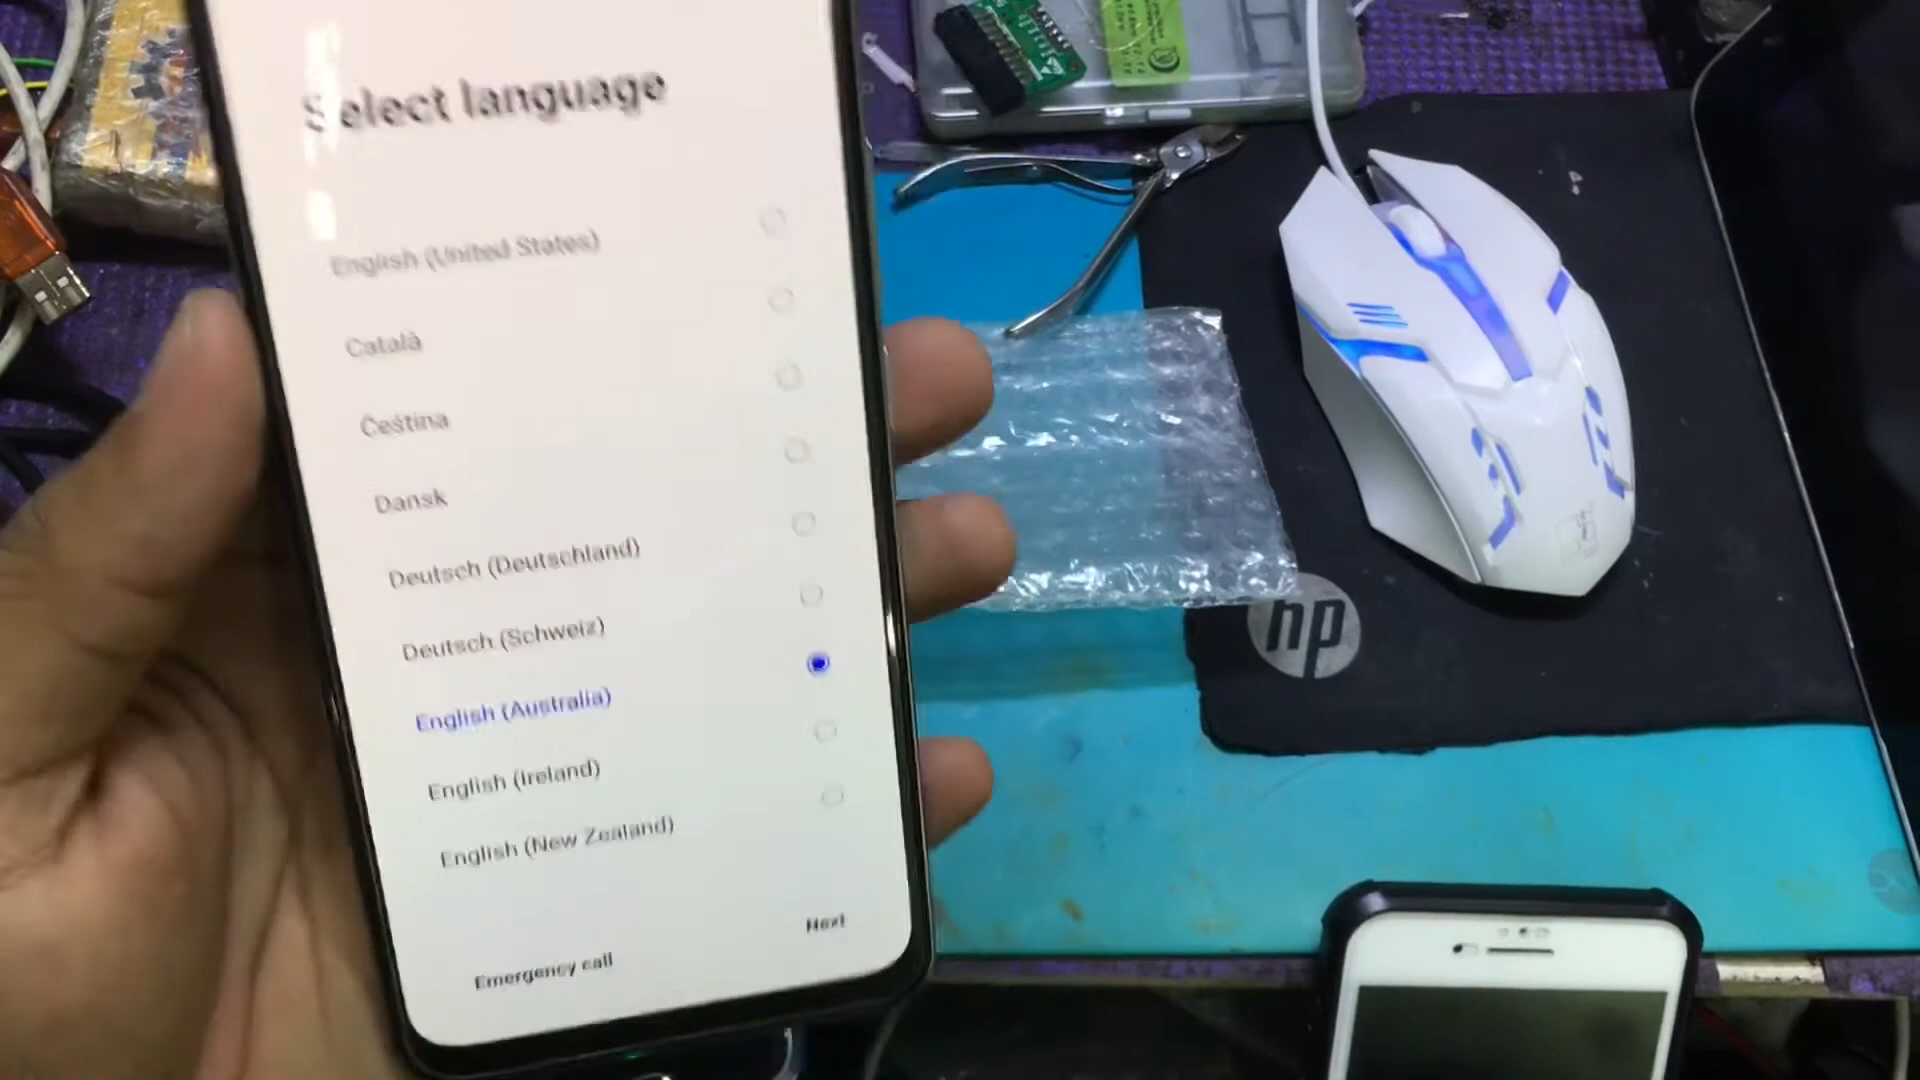 Select language
English (United States)
Català
Čeština
Dansk
Deutsch (Deutschland)
Deutsch (Schweiz)
English (Australia)
English (Ireland)
English (New Zealand)
Next
Emergency call
hp